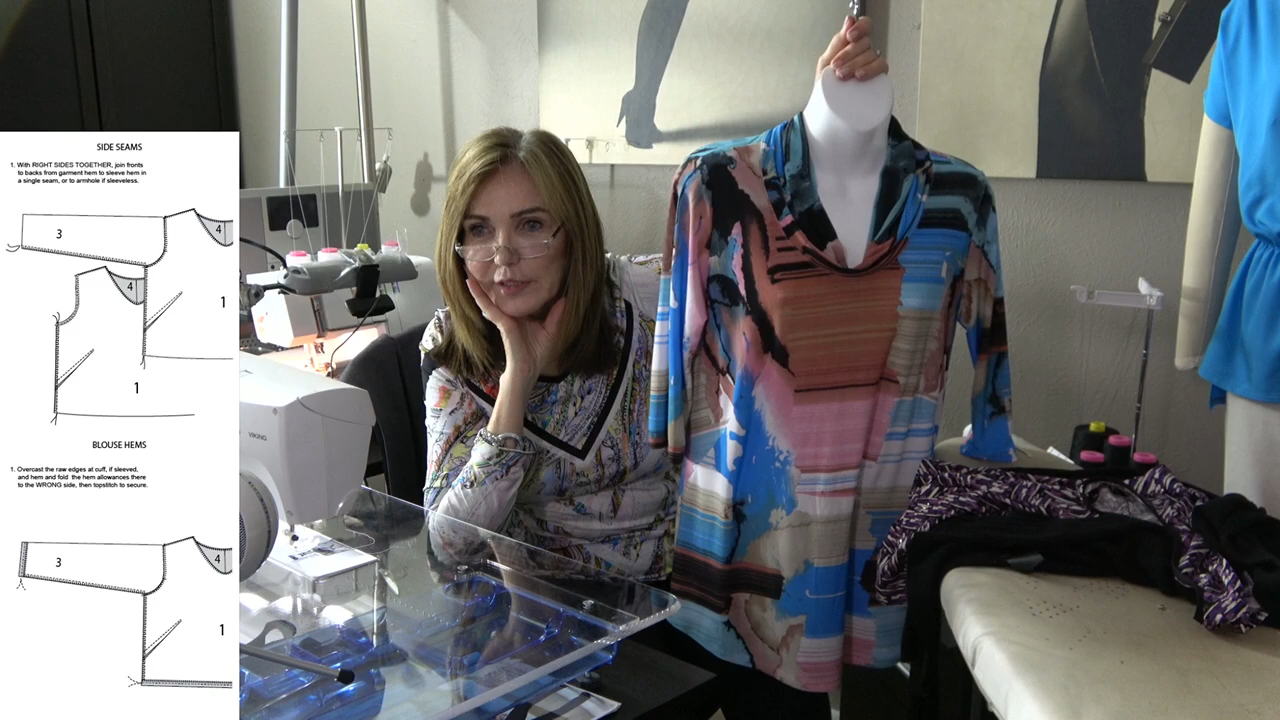 SIDE SEAMS
1. With RIGHT SIDES TOGETHER, join fronts
to backs from garment hem to sleeve hem in
a single seam, or to armhole if sleeveless.
3
4
4
1
1
BLOUSE HEMS
1. Overcast the raw edges at cuff, if sleeved,
and hem and fold the hem allowances there
to the WRONG side, then topstitch to secure.
3
4
1
VIKING